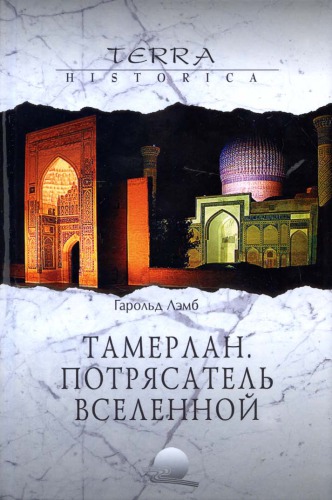 TERRA
HISTORICA
Гарольд Лэмб
ТАМЕРЛАН.
ПОТРЯСАТЕЛЬ
ВСЕЛЕННОЙ